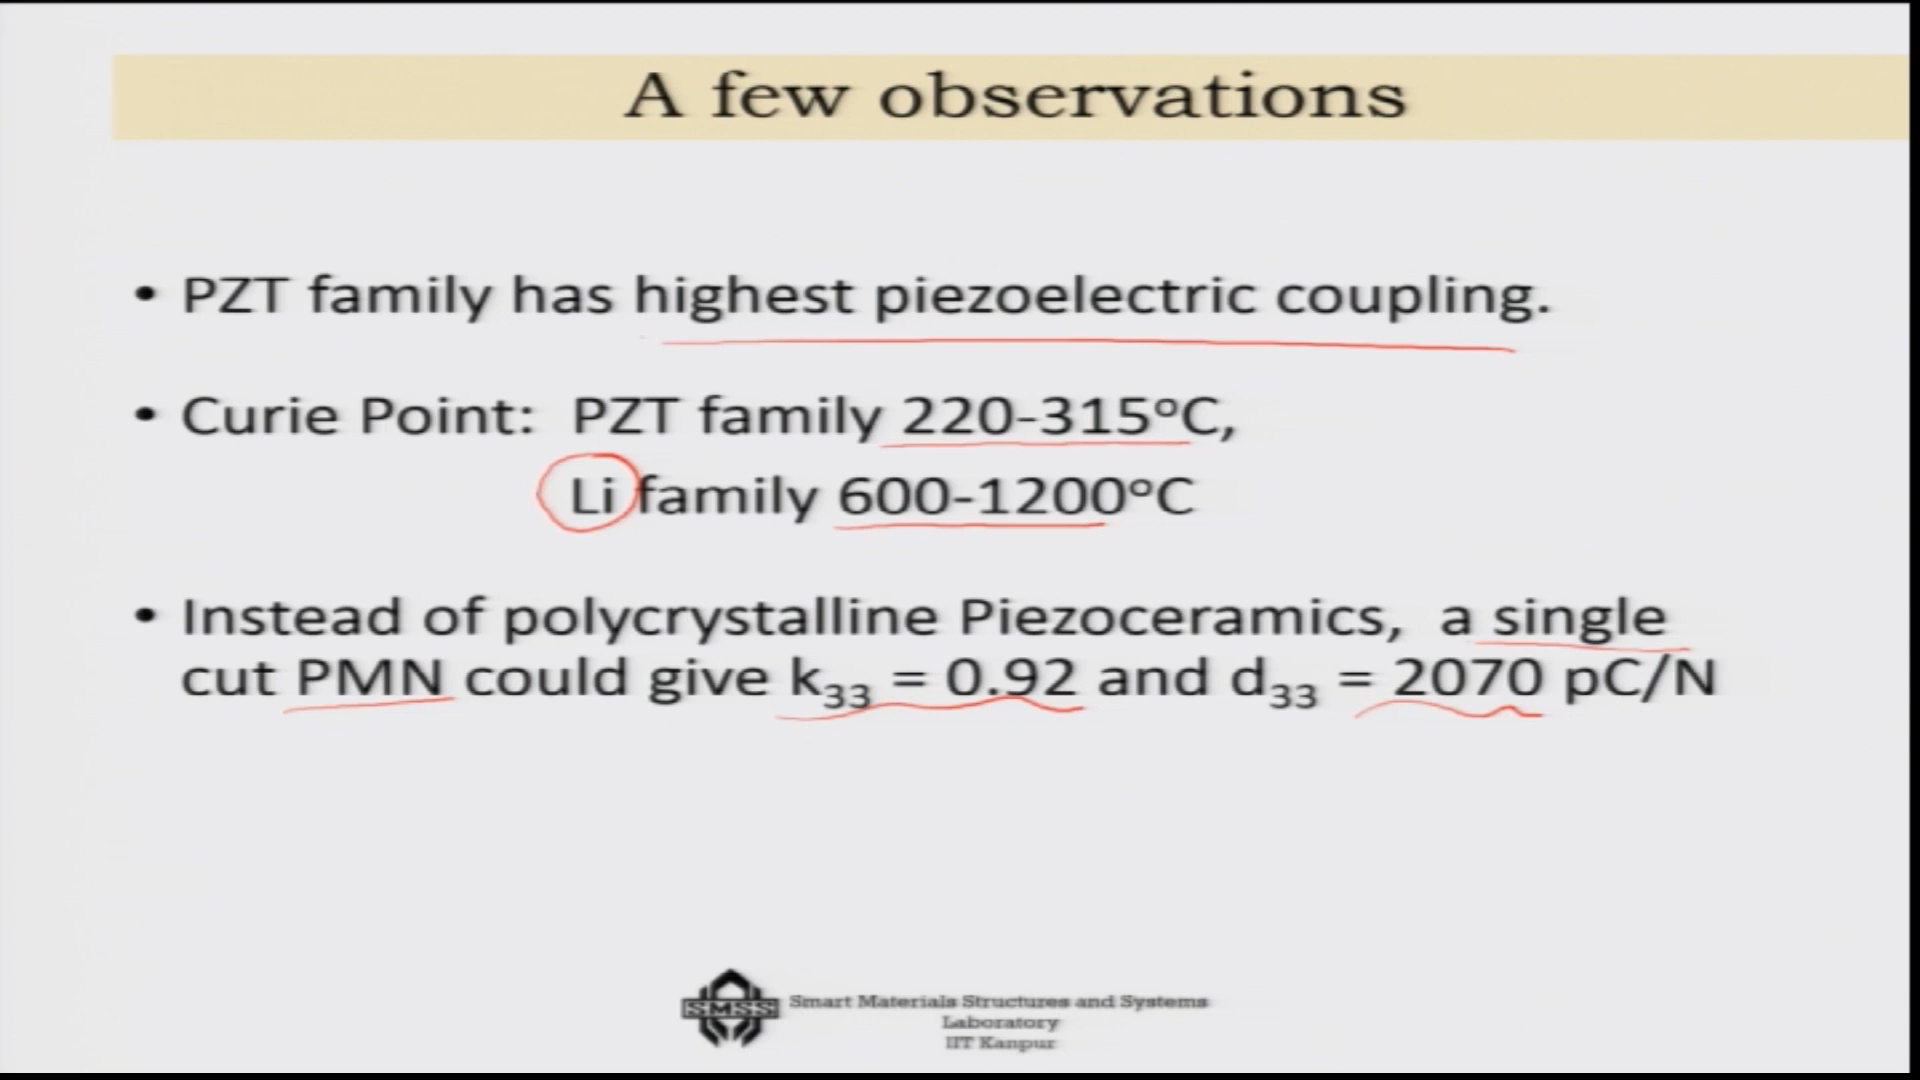 A few observations
• PZT family has highest piezoelectric coupling.
• Curie Point: PZT family 220-315°C,
Li family 600-1200°C
• Instead of polycrystalline Piezoceramics, a single
cut PMN could give k₃₃ = 0.92 and d₃₃ = 2070 pC/N
SMSS Smart Materials Structures and Systems
Laboratory
IIT Kanpur